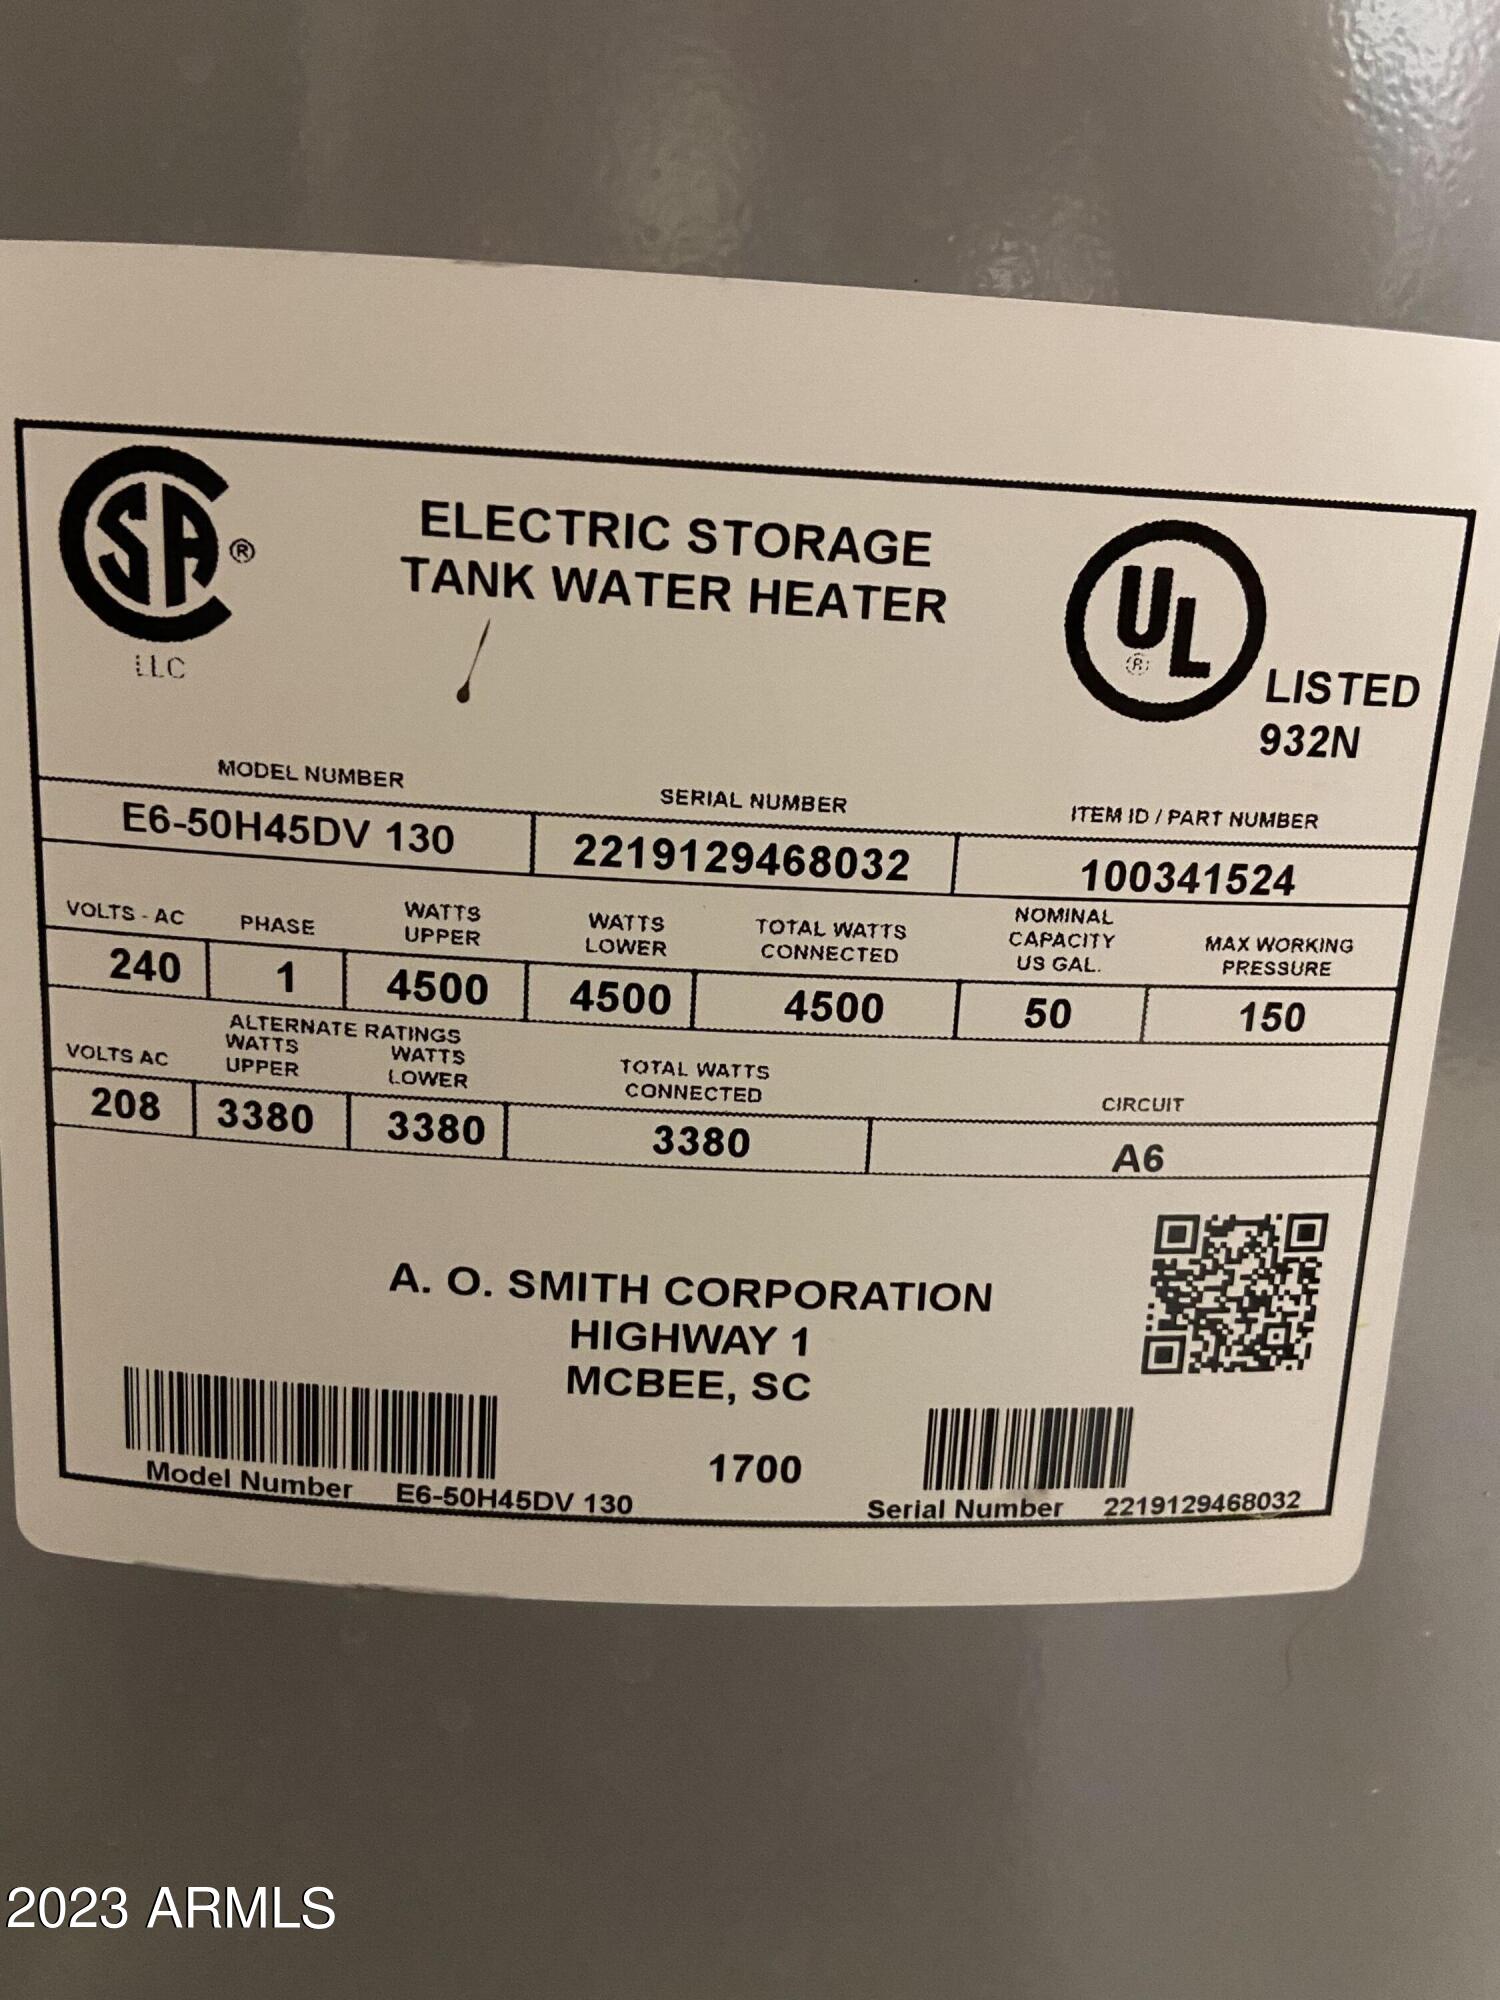 CSA ®
LLC
ELECTRIC STORAGE
TANK WATER HEATER
UL ®
LISTED
932N
MODEL NUMBER SERIAL NUMBER ITEM ID / PART NUMBER
E6-50H45DV 130 2219129468032 100341524
VOLTS - AC PHASE WATTS UPPER WATTS LOWER TOTAL WATTS CONNECTED NOMINAL CAPACITY US GAL. MAX WORKING PRESSURE
240 1 4500 4500 4500 50 150
ALTERNATE RATINGS
VOLTS AC WATTS UPPER WATTS LOWER TOTAL WATTS CONNECTED CIRCUIT
208 3380 3380 3380 A6
A. O. SMITH CORPORATION
HIGHWAY 1
MCBEE, SC
1700
Model Number E6-50H45DV 130
Serial Number 2219129468032
2023 ARMLS